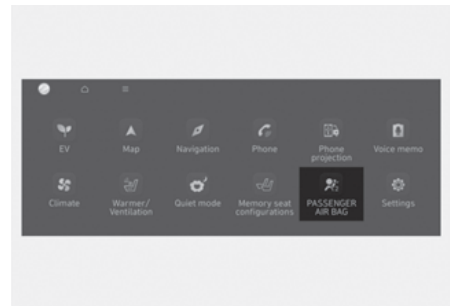 EV
Map
Navigation
Phone
Phone
projection
Voice memo
Climate
Warmer/
Ventilation
Quiet mode
Memory seat
configurations
PASSENGER
AIR BAG
Settings